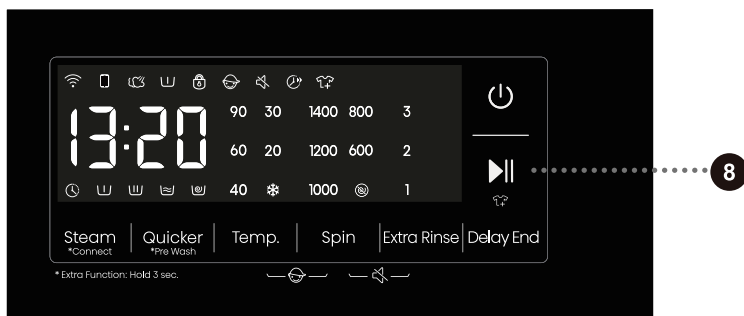 90 30 1400 800 3
13:20
60 20 1200 600 2
8
40 1000 1
Steam Quicker Temp. Spin Extra Rinse Delay End
*Connect *Pre Wash
* Extra Function: Hold 3 sec.